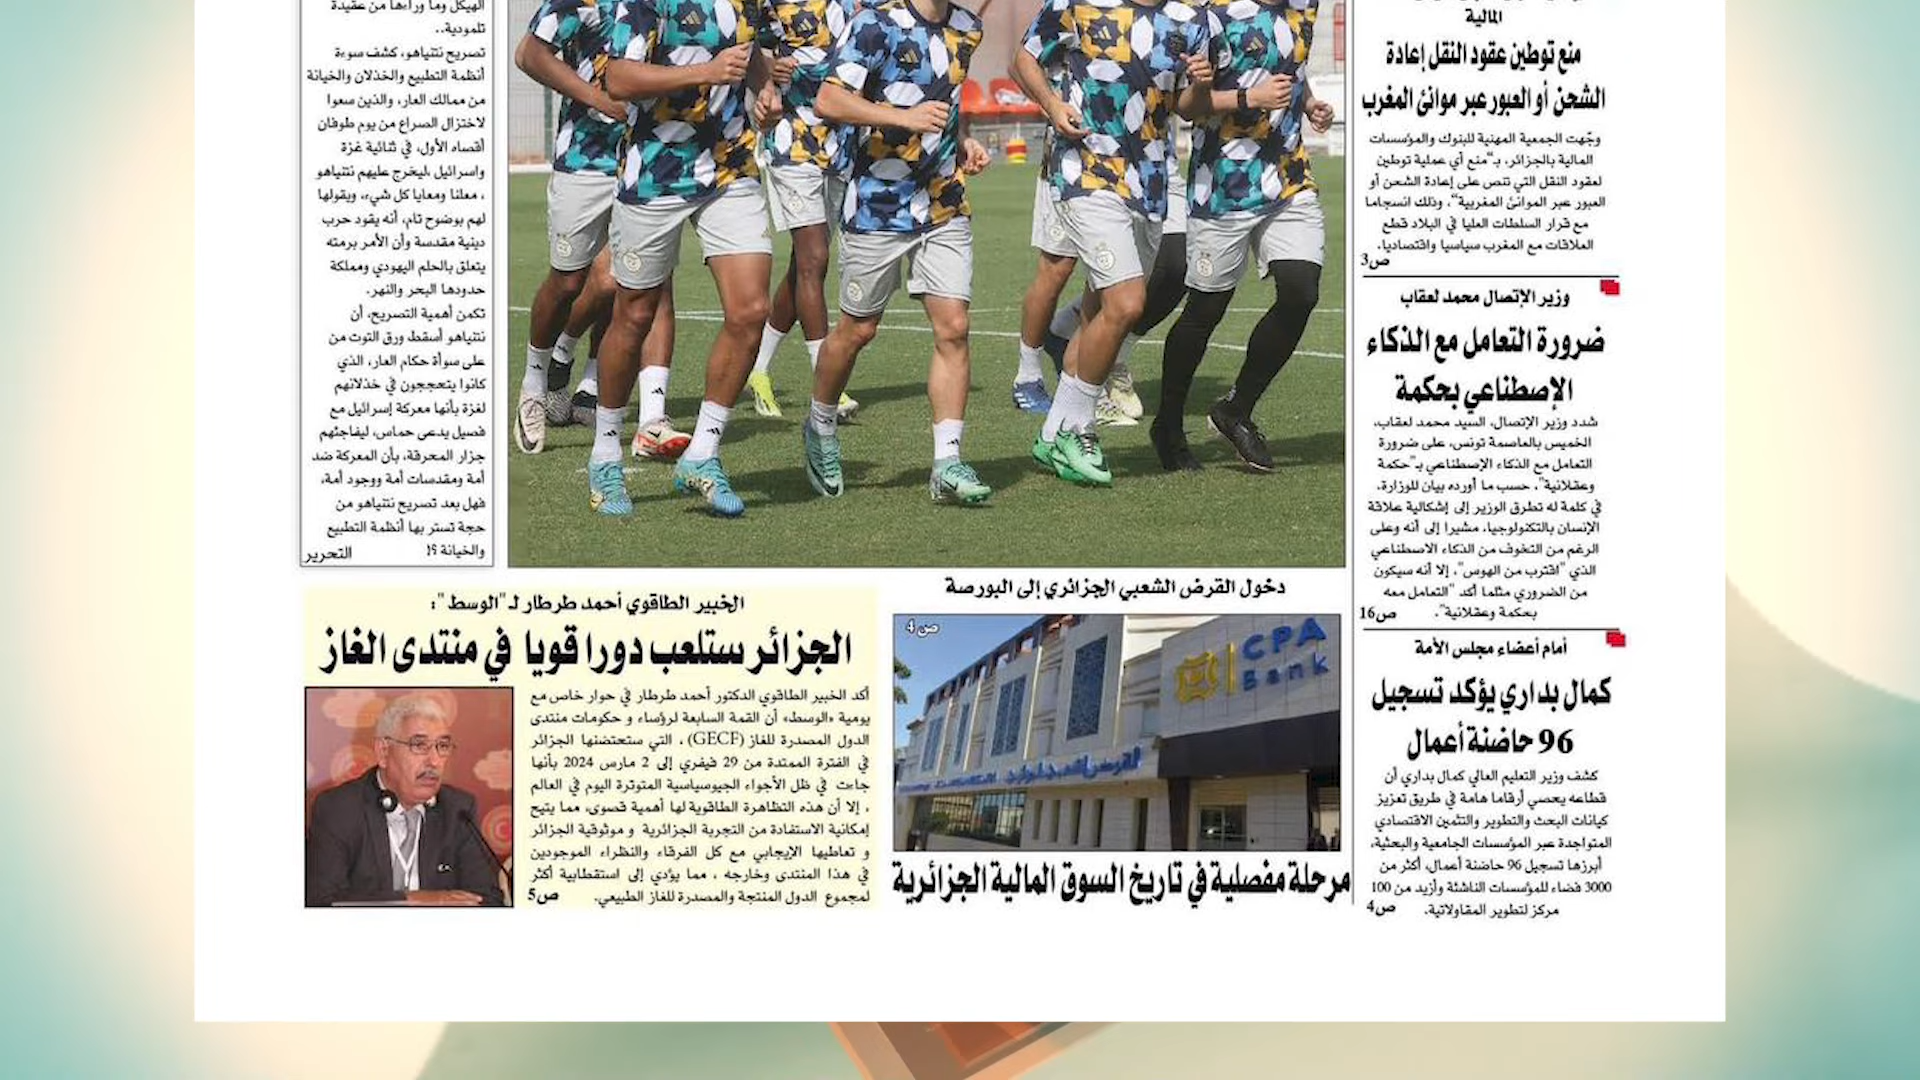 المالية
منع توطين عقود النقل إعادة
الشحن أو العبور عبر موانئ المغرب
وجّهت الجمعية المهنية للبنوك والمؤسسات
المالية بالجزائر، بـ"منع أي عملية توطين
لعقود النقل التي تنص على إعادة الشحن أو
العبور عبر الموانئ المغربية"، وذلك انسجاما
مع قرار السلطات العليا في البلاد قطع
العلاقات مع المغرب سياسيا واقتصاديا.
ص3
وزير الإتصال محمد لعقاب
ضرورة التعامل مع الذكاء
الإصطناعي بحكمة
شدد وزير الإتصال، السيد محمد لعقاب،
الخميس بالعاصمة تونس، على ضرورة
التعامل مع الذكاء الإصطناعي بـ"حكمة
وعقلانية"، حسب ما أورده بيان للوزارة.
في كلمة له تطرق الوزير إلى إشكالية علاقة
الإنسان بالتكنولوجيا، مشيرا إلى أنه وعلى
الرغم من التخوف من الذكاء الاصطناعي
الذي "اقترب من الهوس"، إلا أنه سيكون
من الضروري مثلما أكد "التعامل معه
بحكمة وعقلانية".
ص16
أمام أعضاء مجلس الأمة
كمال بداري يؤكد تسجيل
96 حاضنة أعمال
كشف وزير التعليم العالي كمال بداري أن
قطاعه يحصي أرقاما هامة في طريق تعزيز
كيانات البحث والتطوير والتثمين الاقتصادي
المتواجدة عبر المؤسسات الجامعية والبحثية،
أبرزها تسجيل 96 حاضنة أعمال، أكثر من
3000 فضاء للمؤسسات الناشئة وأزيد من 100
مركز لتطوير المقاولاتية.
ص4
الهيكل وما وراءها من عقيدة
تلمودية..
تصريح نتنياهو، كشف سوءة
أنظمة التطبيع والخذلان والخيانة
من ممالك العار، والذين سعوا
لاختزال الصراع من يوم طوفان
أقصاه الأول، في ثنائية غزة
وإسرائيل ،ليخرج عليهم نتنياهو
، معلنا ومعايا كل شيء، ويقولها
لهم بوضوح تام، أنه يقود حرب
دينية مقدسة وأن الأمر برمته
يتعلق بالحلم اليهودي ومملكة
حدودها البحر والنهر.
تكمن أهمية التصريح، أن
نتنياهو أسقط ورق التوت من
على سوأة حكام العار، الذي
كانوا يتحججون في خذلانهم
لغزة بأنها معركة إسرائيل مع
فصيل يدعى حماس، ليفاجئهم
جزار المحرقة، بأن المعركة ضد
أمة ومقدسات أمة ووجود أمة،
فهل بعد تصريح نتنياهو من
حجة تستر بها أنظمة التطبيع
والخيانة ؟!
التحرير
دخول القرض الشعبي الجزائري إلى البورصة
ص 4
CPA
Bank
مرحلة مفصلية في تاريخ السوق المالية الجزائرية
الخبير الطاقوي أحمد طرطار لـ"الوسط":
الجزائر ستلعب دورا قويا في منتدى الغاز
أكد الخبير الطاقوي الدكتور أحمد طرطار في حوار خاص مع
يومية «الوسط» أن القمة السابعة لرؤساء و حكومات منتدى
الدول المصدرة للغاز (GECF) ، التي ستحتضنها الجزائر
في الفترة الممتدة من 29 فيفري إلى 2 مارس 2024 بأنها
جاءت في ظل الأجواء الجيوسياسية المتوترة اليوم في العالم
، إلا أن هذه التظاهرة الطاقوية لها أهمية قصوى، مما يتيح
إمكانية الاستفادة من التجربة الجزائرية و موثوقية الجزائر
و تعاطيها الإيجابي مع كل الفرقاء والنظراء الموجودين
في هذا المنتدى وخارجه ، مما يؤدي إلى استقطابية أكثر
لمجموع الدول المنتجة والمصدرة للغاز الطبيعي.
ص5